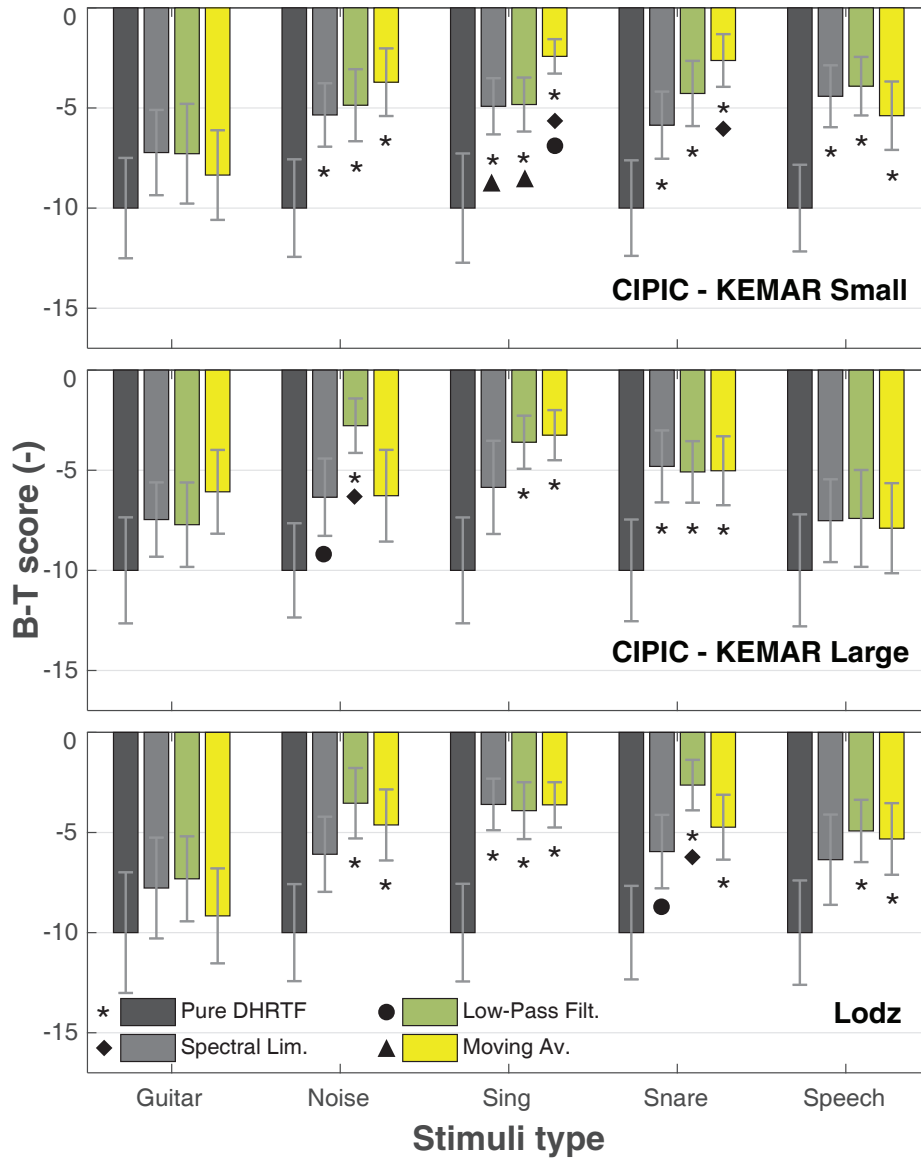 0
-5
-10
-15
CIPIC - KEMAR Small
0
-5
-10
-15
CIPIC - KEMAR Large
B-T score (-)
0
-5
-10
-15
* Pure DHRTF
● Low-Pass Filt.
◆ Spectral Lim.
▲ Moving Av.
Lodz
Guitar Noise Sing Snare Speech
Stimuli type